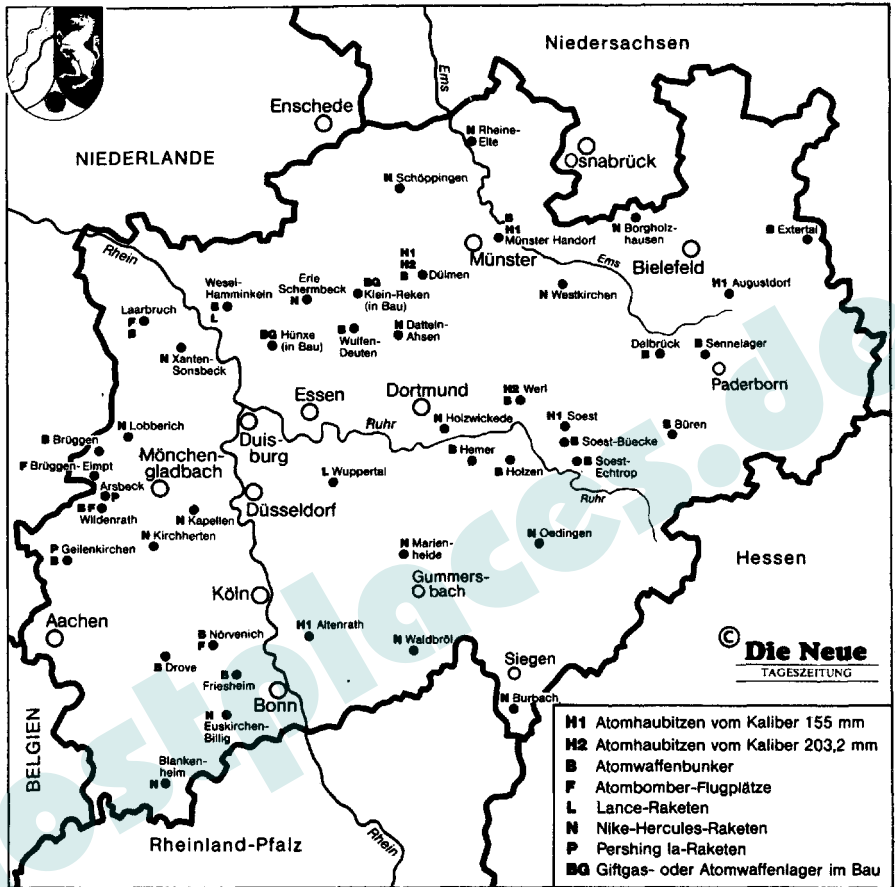 Niedersachsen
Ems
Enschede
N Rheine-
Elte
Osnabrück
NIEDERLANDE
N Schöppingen
B
H1
Münster Handorf
N Borgholz-
hausen
B Extertal
Rhein
Münster
Ems
Bielefeld
H1
H2
B
Dülmen
Wesel-
Hamminkeln
B
L
Erle
Schermbeck
N
BG
Klein-Reken
(in Bau)
N Westkirchen
H1 Augustdorf
Laarbruch
F
B
BG Hünxe
(in Bau)
B
Wulfen-
Deuten
N Datteln-
Ahsen
Delbrück
B
B Sennelager
N Xanten-
Sonsbeck
Paderborn
Essen
Dortmund
H2 Werl
B
N Lobberich
Duis-
burg
Ruhr
N Holzwickede
H1 Soest
B Büren
B Brüggen
B Soest-Büecke
Mönchen-
gladbach
B Hemer
B
Holzen
B Soest-
Echtrop
F Brüggen-Elmpt
L Wuppertal
Arsbeck
P
Ruhr
B F
Wildenrath
Düsseldorf
N Kapellen
N Kirchherten
N Marien-
heide
N Oedingen
P Geilenkirchen
B
Hessen
Köln
Gummers-
bach
Aachen
H1 Altenrath
B Nörvenich
F
N Waldbröl
© Die Neue
TAGESZEITUNG
B Drove
Siegen
B
Friesheim
Bonn
N Burbach
N
Euskirchen-
Billig
BELGIEN
Blanken-
heim
N
Rheinland-Pfalz
Rhein
H1 Atomhaubitzen vom Kaliber 155 mm
H2 Atomhaubitzen vom Kaliber 203,2 mm
B Atomwaffenbunker
F Atombomber-Flugplätze
L Lance-Raketen
N Nike-Hercules-Raketen
P Pershing Ia-Raketen
BG Giftgas- oder Atomwaffenlager im Bau
ostplaces.de